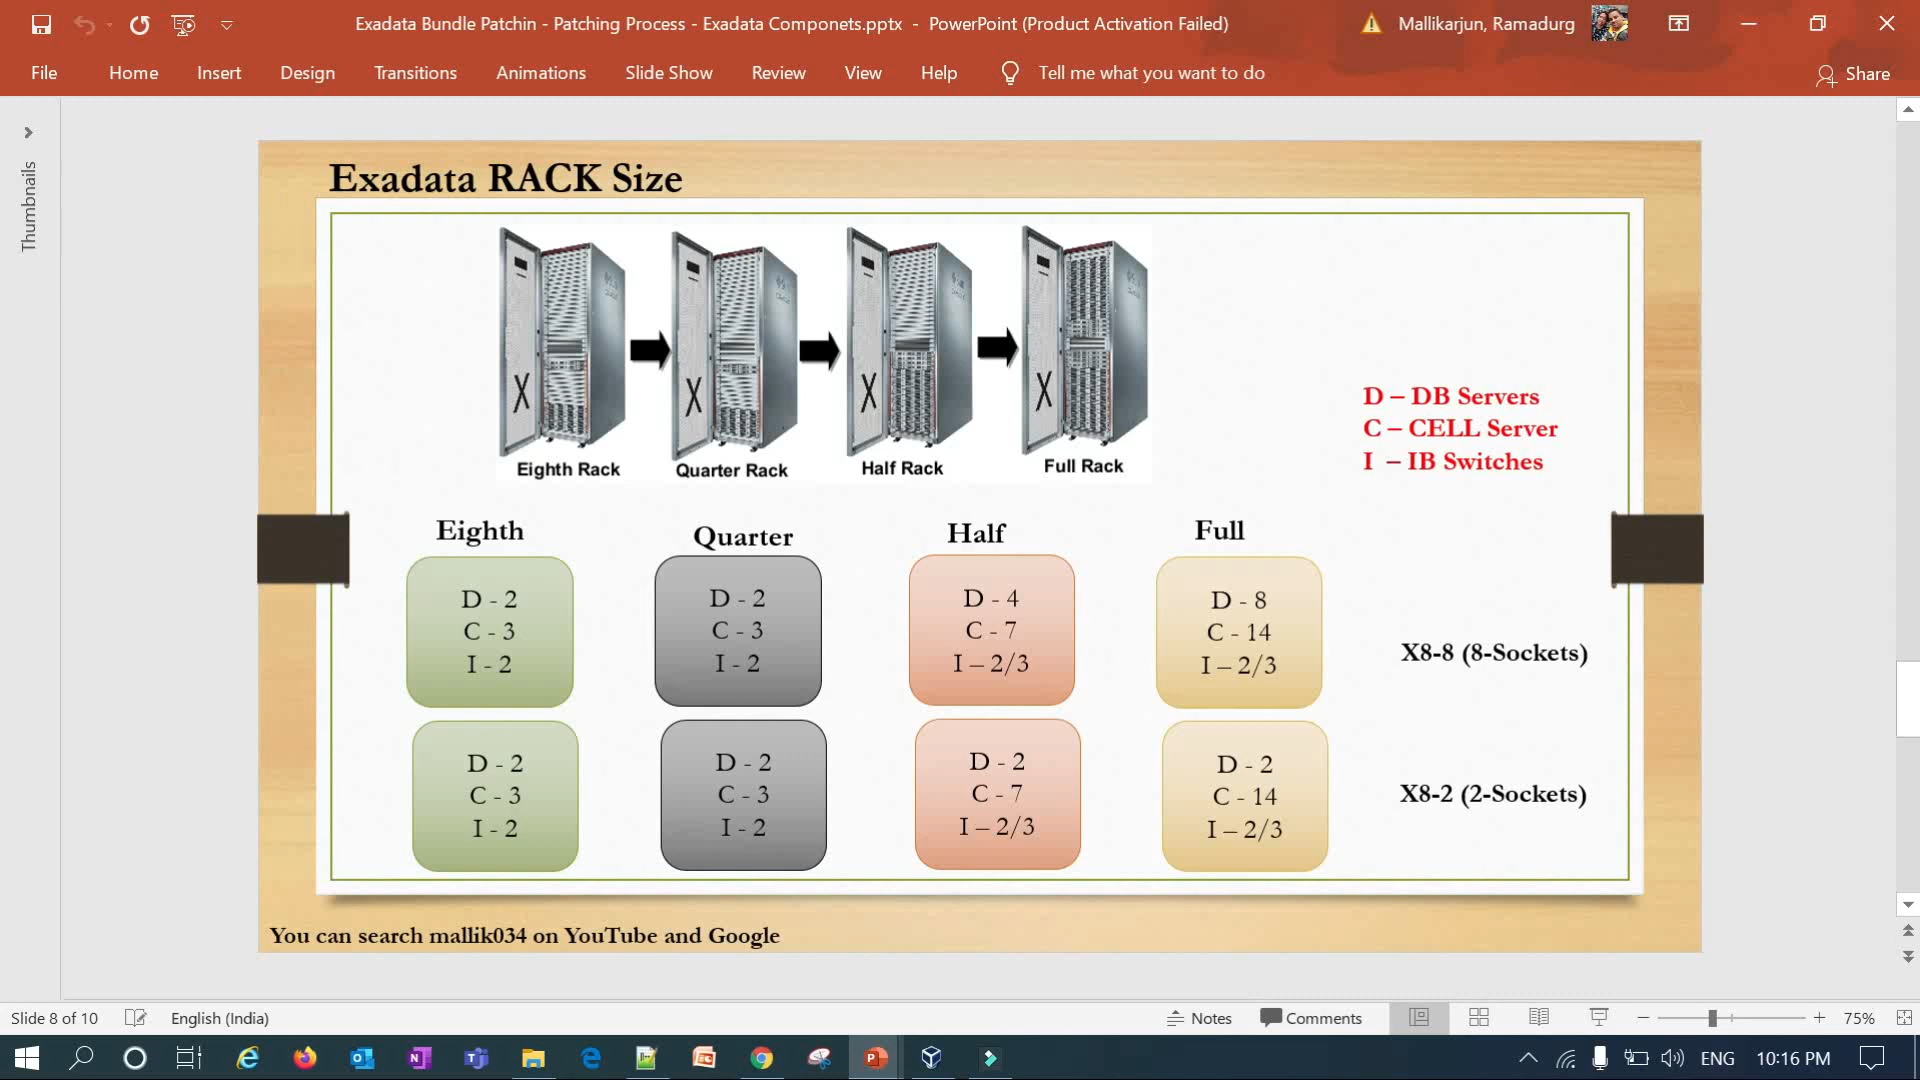 Exadata Bundle Patchin - Patching Process - Exadata Componets.pptx - PowerPoint (Product Activation Failed)
Mallikarjun, Ramadurg
File Home Insert Design Transitions Animations Slide Show Review View Help Tell me what you want to do Share
Thumbnails
Exadata RACK Size
X X X X
Eighth Rack Quarter Rack Half Rack Full Rack
D – DB Servers
C – CELL Server
I – IB Switches
Eighth Quarter Half Full
D - 2
C - 3
I - 2
D - 2
C - 3
I - 2
D - 4
C - 7
I – 2/3
D - 8
C - 14
I – 2/3
X8-8 (8-Sockets)
D - 2
C - 3
I - 2
D - 2
C - 3
I - 2
D - 2
C - 7
I – 2/3
D - 2
C - 14
I – 2/3
X8-2 (2-Sockets)
You can search mallik034 on YouTube and Google
Slide 8 of 10 English (India) Notes Comments 75%
ENG 10:16 PM